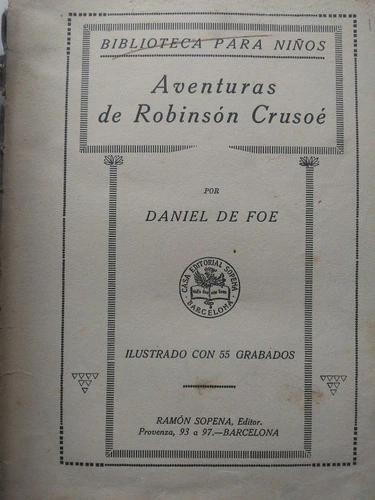 BIBLIOTECA PARA NIÑOS
Aventuras
de Robinsón Crusoé
POR
DANIEL DE FOE
CASA EDITORIAL SOPENA
BARCELONA
ILUSTRADO CON 55 GRABADOS
RAMÓN SOPENA, Editor.
Provenza, 93 a 97.—BARCELONA